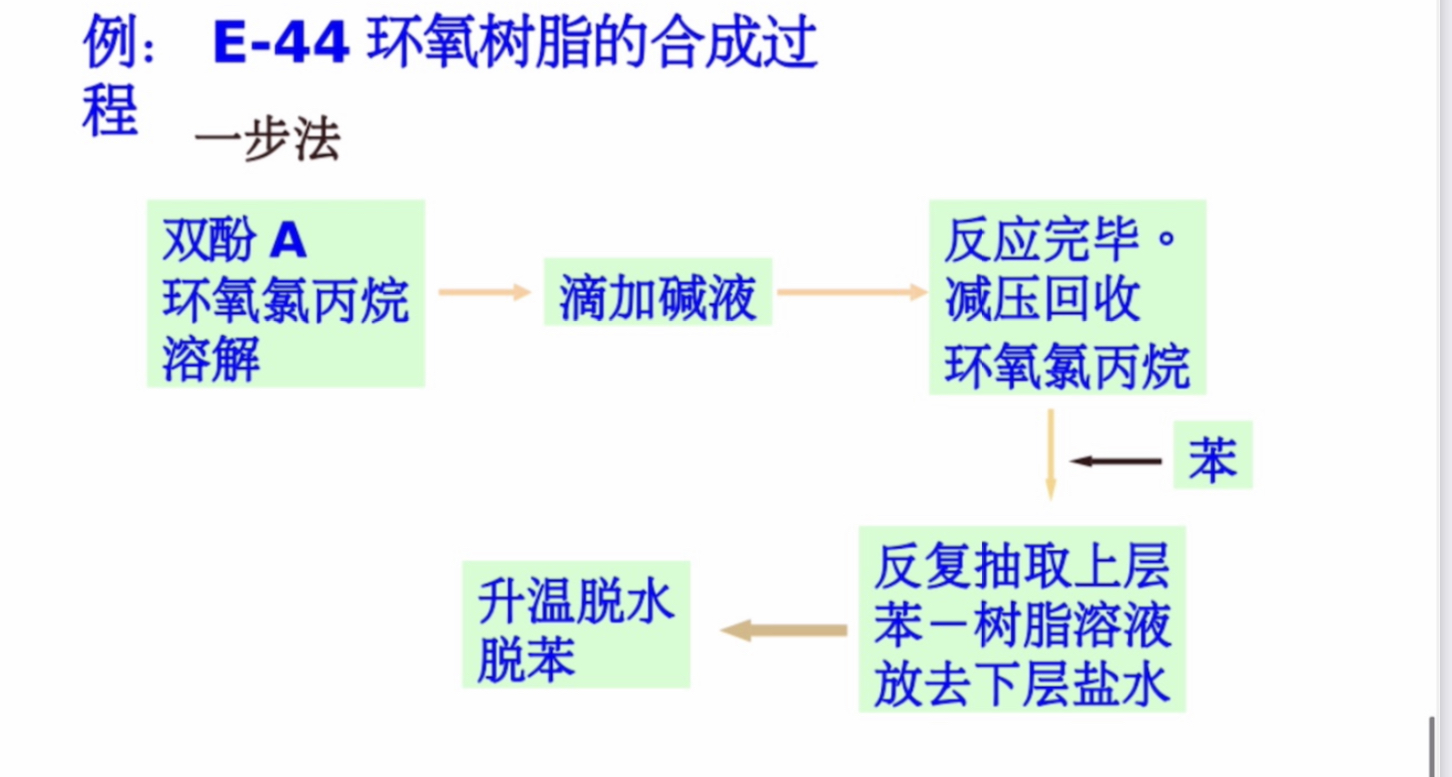 例： E-44 环氧树脂的合成过
程
一步法
双酚 A
环氧氯丙烷
溶解
滴加碱液
反应完毕。
减压回收
环氧氯丙烷
苯
反复抽取上层
苯－树脂溶液
放去下层盐水
升温脱水
脱苯